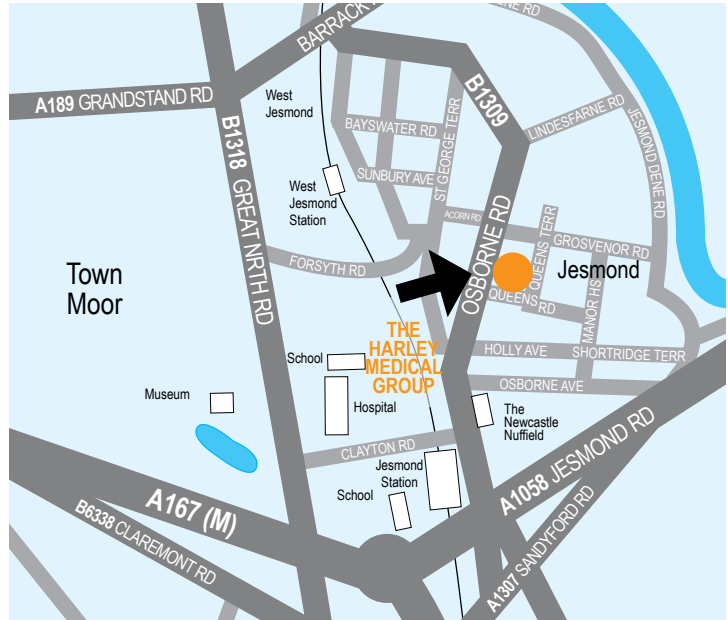 BARRACK
NE RD
A189 GRANDSTAND RD
West
Jesmond
B1309
BAYSWATER RD
LINDESFARNE RD
JESMOND DENE RD
B1318 GREAT NRTH RD
ST GEORGE TERR
SUNBURY AVE
West
Jesmond
Station
ACORN RD
OSBORNE RD
QUEENS TERR
GROSVENOR RD
FORSYTH RD
Town
Moor
Jesmond
QUEENS RD
MANOR HS
THE
HARLEY
MEDICAL
GROUP
School
HOLLY AVE
SHORTRIDGE TERR
OSBORNE AVE
Museum
Hospital
The
Newcastle
Nuffield
CLAYTON RD
Jesmond
Station
School
A1058 JESMOND RD
A167 (M)
B6338 CLAREMONT RD
A1307 SANDYFORD RD